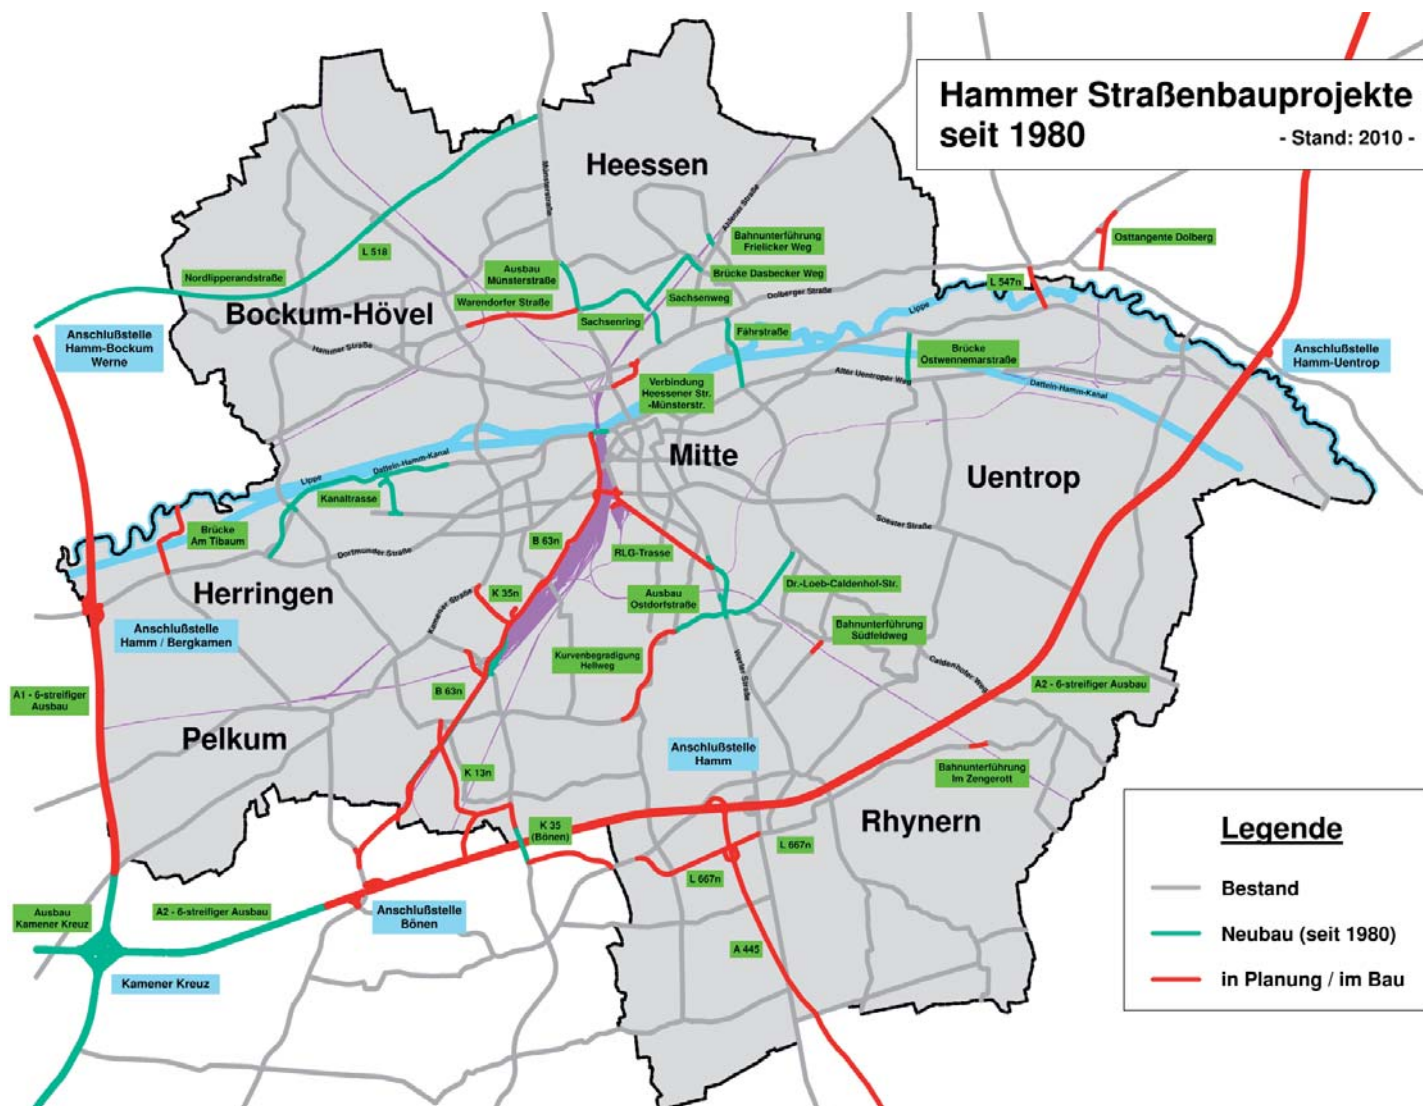 Hammer Straßenbauprojekte
seit 1980
- Stand: 2010 -
Heessen
Münsterstraße
Ahlener Straße
Bahnunterführung
Frielicker Weg
Osttangente Dolberg
L 518
Nordlipperandstraße
Ausbau
Münsterstraße
Brücke Dasbecker Weg
L 547n
Warendorfer Straße
Sachsenweg
Dolberger Straße
Bockum-Hövel
Sachsenring
Lippe
Fährstraße
Anschlußstelle
Hamm-Bockum
Werne
Hammer Straße
Brücke
Ostwennemarstraße
Anschlußstelle
Hamm-Uentrop
Verbindung
Heessener Str.
-Münsterstr.
Alter Uentroper Weg
Datteln-Hamm-Kanal
Mitte
Uentrop
Datteln-Hamm-Kanal
Lippe
Kanaltrasse
Soester Straße
Brücke
Am Tibaum
Dortmunder Straße
B 63n
RLG-Trasse
Herringen
K 35n
Kamener Straße
Ausbau
Ostdorfstraße
Dr.-Loeb-Caldenhof-Str.
Anschlußstelle
Hamm / Bergkamen
Bahnunterführung
Südfeldweg
Kurvenbegradigung
Hellweg
Werler Straße
Caldenhofer Weg
A1 - 6-streifiger
Ausbau
B 63n
A2 - 6-streifiger Ausbau
Pelkum
Anschlußstelle
Hamm
K 13n
Bahnunterführung
Im Zengerott
K 35
(Bönen)
Rhynern
L 667n
L 667n
Legende
Bestand
Neubau (seit 1980)
in Planung / im Bau
Ausbau
Kamener Kreuz
A2 - 6-streifiger Ausbau
Anschlußstelle
Bönen
A 445
Kamener Kreuz